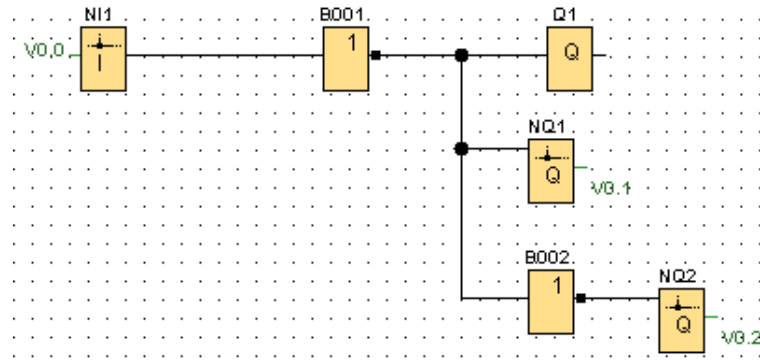 NI1 B001 Q1
V0.0 I 1 Q
NQ1
Q
V0.1
B002
1
NQ2
Q
V0.2